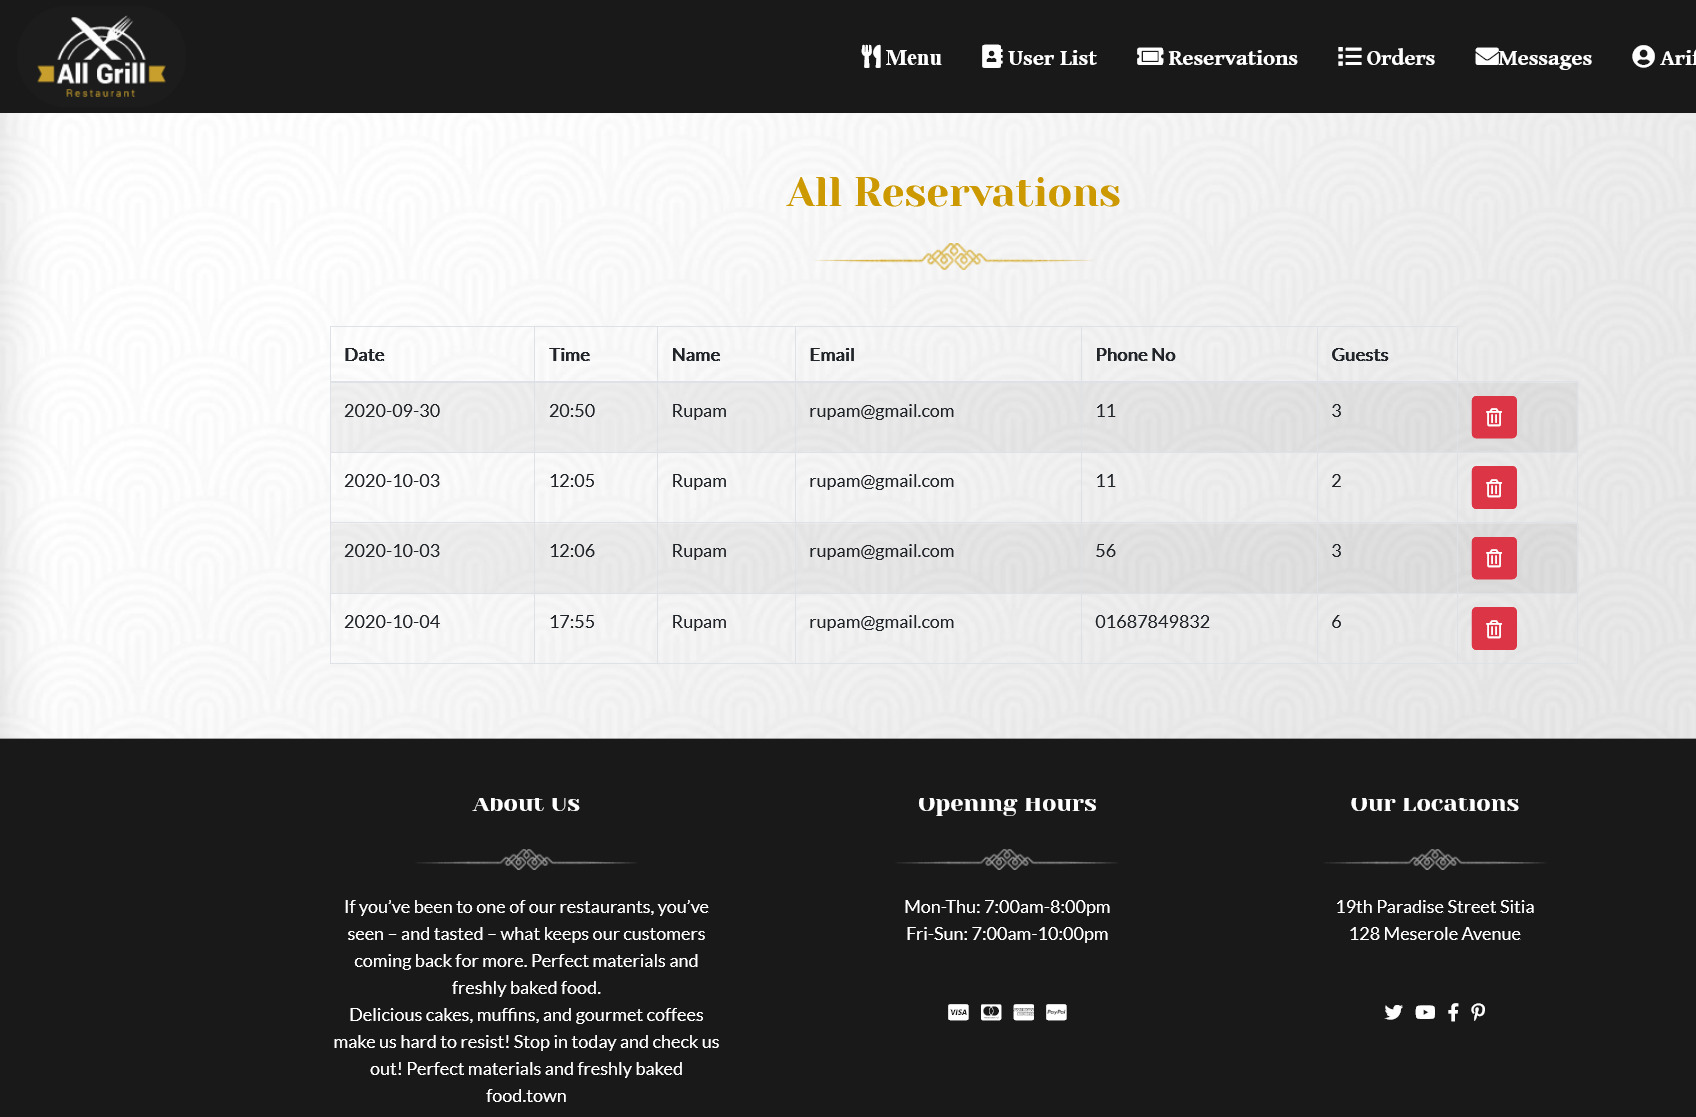 All Grill
Restaurant
Menu User List Reservations Orders Messages
All Reservations
Date Time Name Email Phone No Guests
2020-09-30 20:50 Rupam rupam@gmail.com 11 3
2020-10-03 12:05 Rupam rupam@gmail.com 11 2
2020-10-03 12:06 Rupam rupam@gmail.com 56 3
2020-10-04 17:55 Rupam rupam@gmail.com 01687849832 6
About Us
If you’ve been to one of our restaurants, you’ve
seen – and tasted – what keeps our customers
coming back for more. Perfect materials and
freshly baked food.
Delicious cakes, muffins, and gourmet coffees
make us hard to resist! Stop in today and check us
out! Perfect materials and freshly baked
food.town
Opening Hours
Mon-Thu: 7:00am-8:00pm
Fri-Sun: 7:00am-10:00pm
VISA PayPal
Our Locations
19th Paradise Street Sitia
128 Meserole Avenue